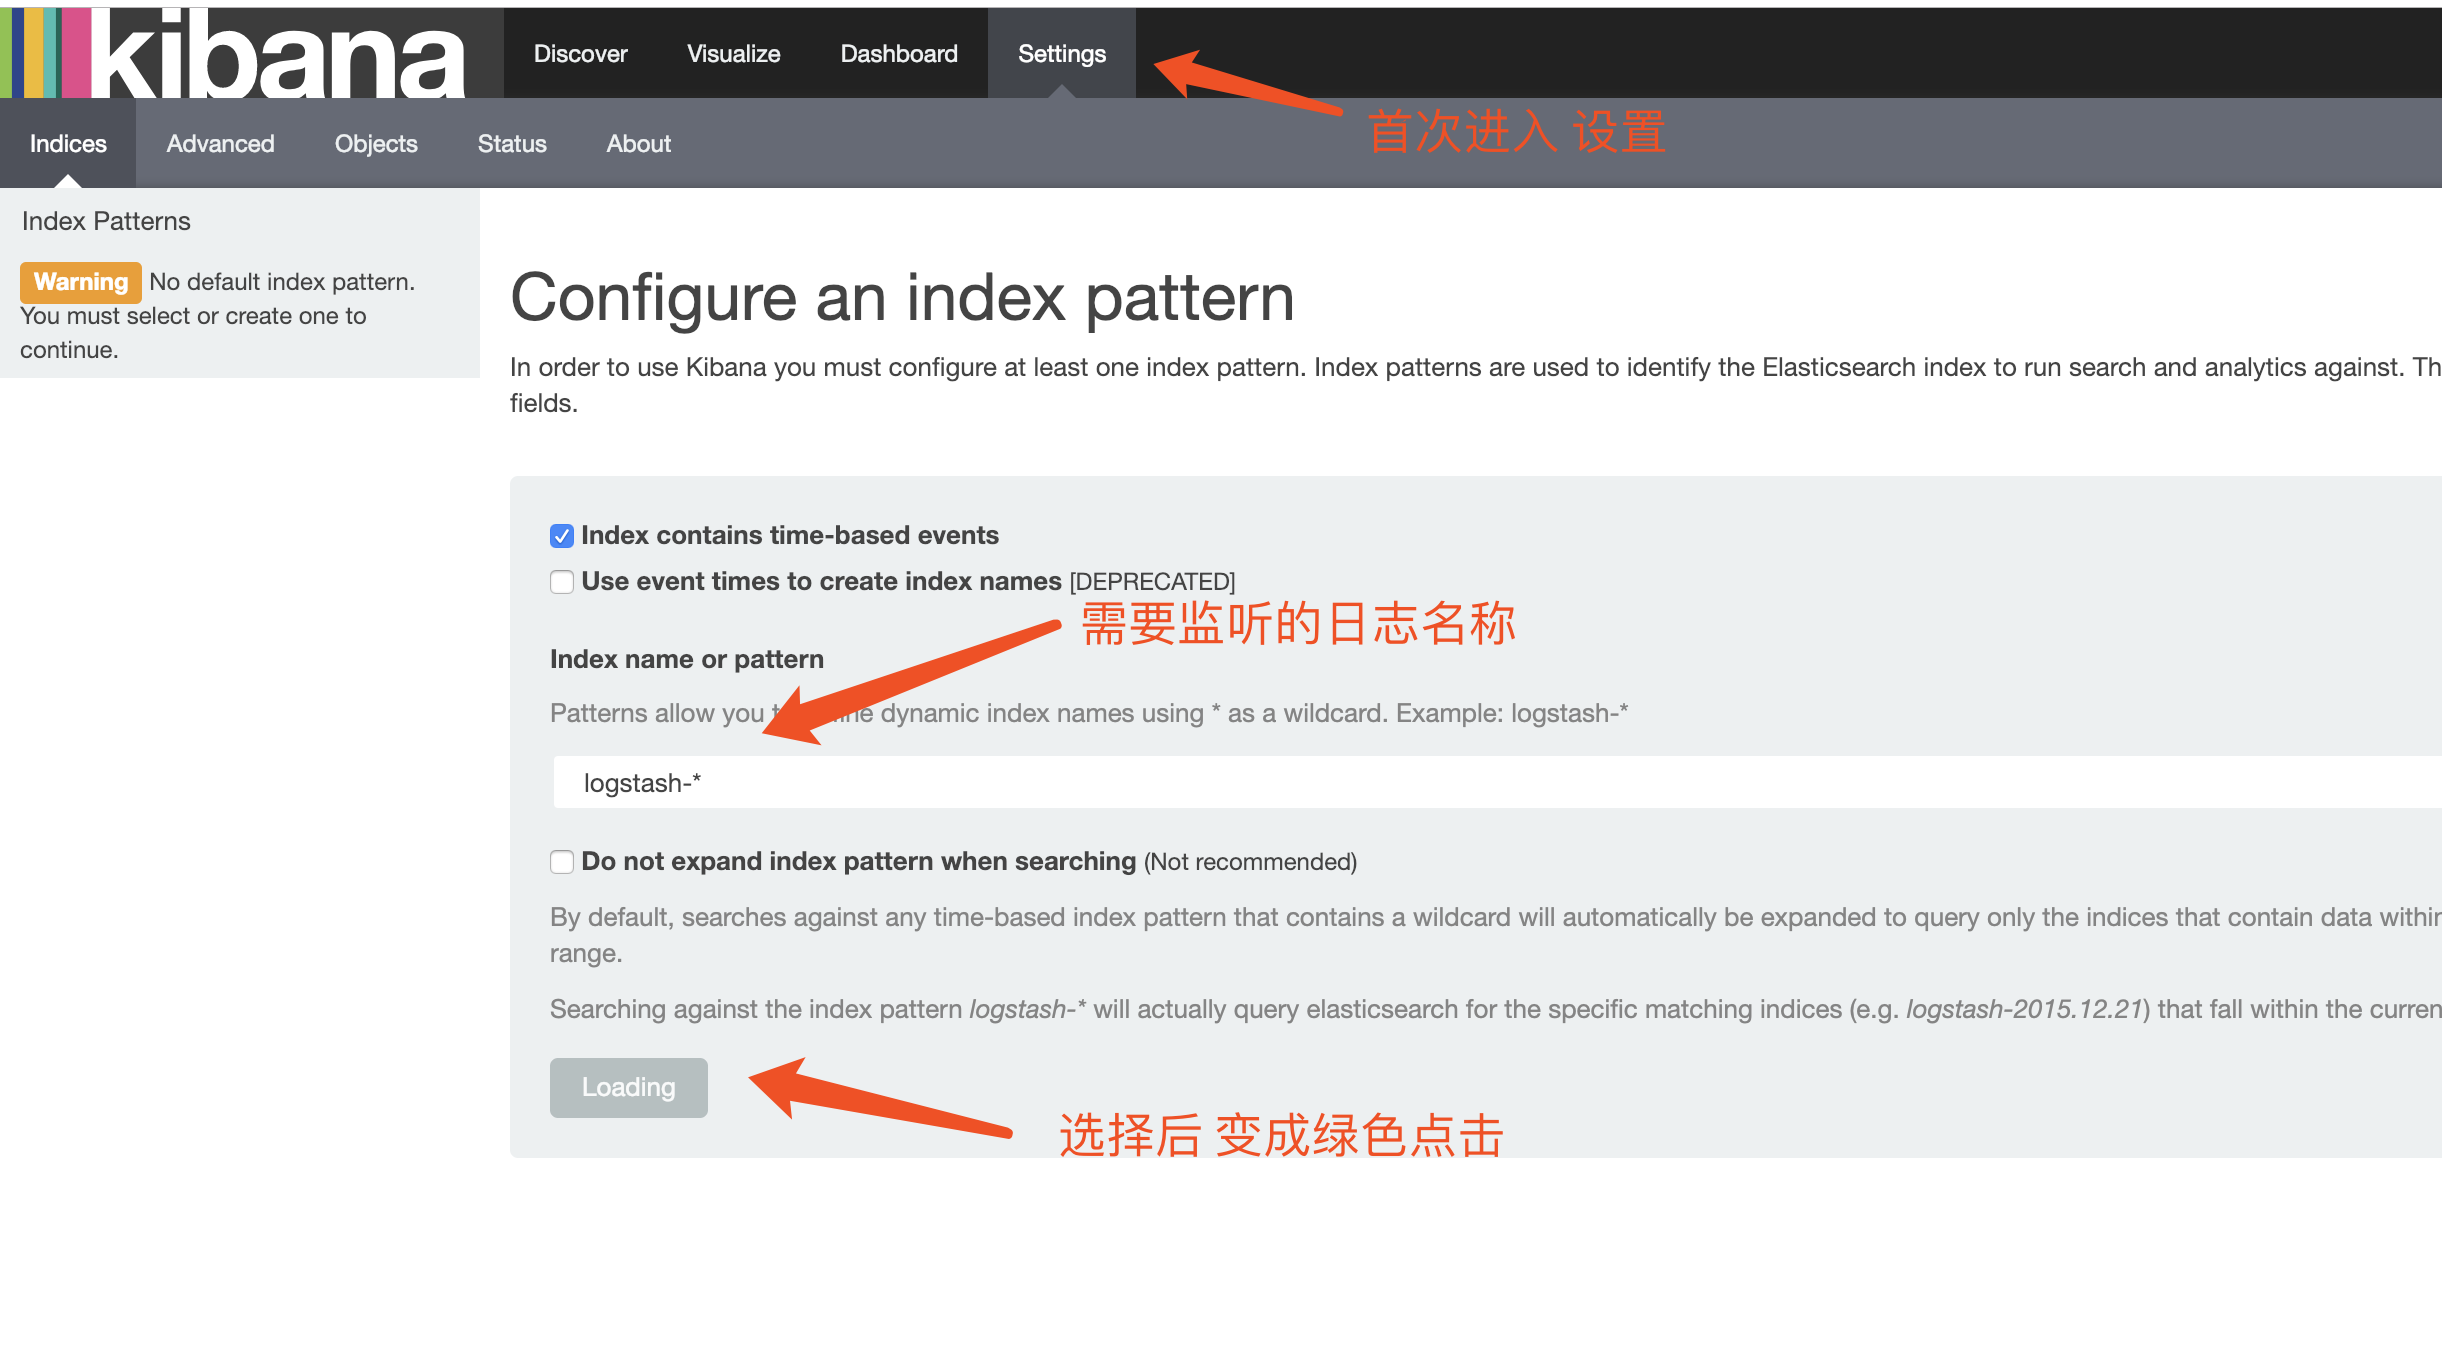 kibana
Discover
Visualize
Dashboard
Settings
首次进入 设置
Indices
Advanced
Objects
Status
About
Index Patterns
Warning No default index pattern.
You must select or create one to
continue.
Configure an index pattern
In order to use Kibana you must configure at least one index pattern. Index patterns are used to identify the Elasticsearch index to run search and analytics against. Th
fields.
Index contains time-based events
Use event times to create index names [DEPRECATED]
需要监听的日志名称
Index name or pattern
Patterns allow you dynamic index names using * as a wildcard. Example: logstash-*
logstash-*
Do not expand index pattern when searching (Not recommended)
By default, searches against any time-based index pattern that contains a wildcard will automatically be expanded to query only the indices that contain data within
range.
Searching against the index pattern logstash-* will actually query elasticsearch for the specific matching indices (e.g. logstash-2015.12.21) that fall within the curren
Loading
选择后 变成绿色点击